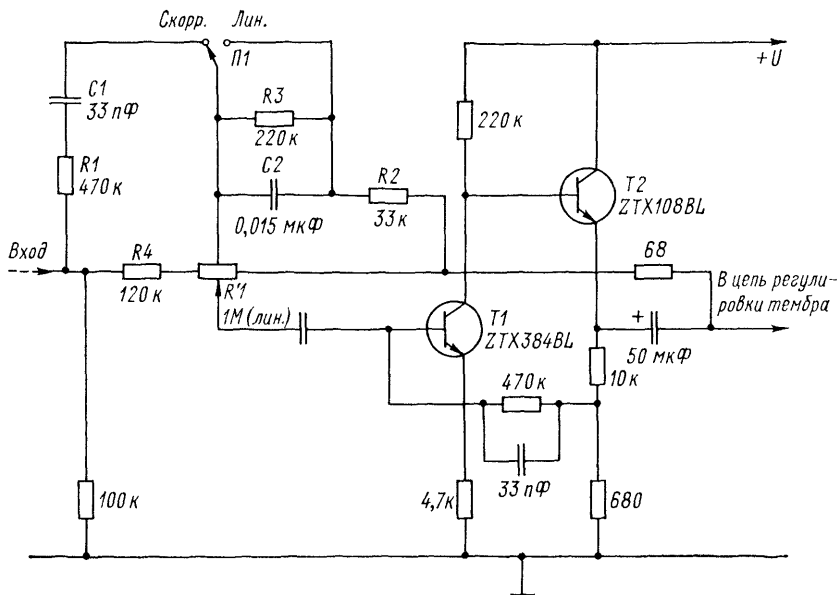 Скорр. Лин.
П1
+U
C1
33 пФ
R3
220 к
220 к
R1
470 к
C2
0,015 мкФ
R2
33 к
T2
ZTX108BL
Вход
R4
120 к
R'1
1М (лин.)
68
В цепь регули-
ровки тембра
T1
ZTX384BL
+
50 мкФ
470 к
10 к
33 пФ
100 к
4,7 к
680